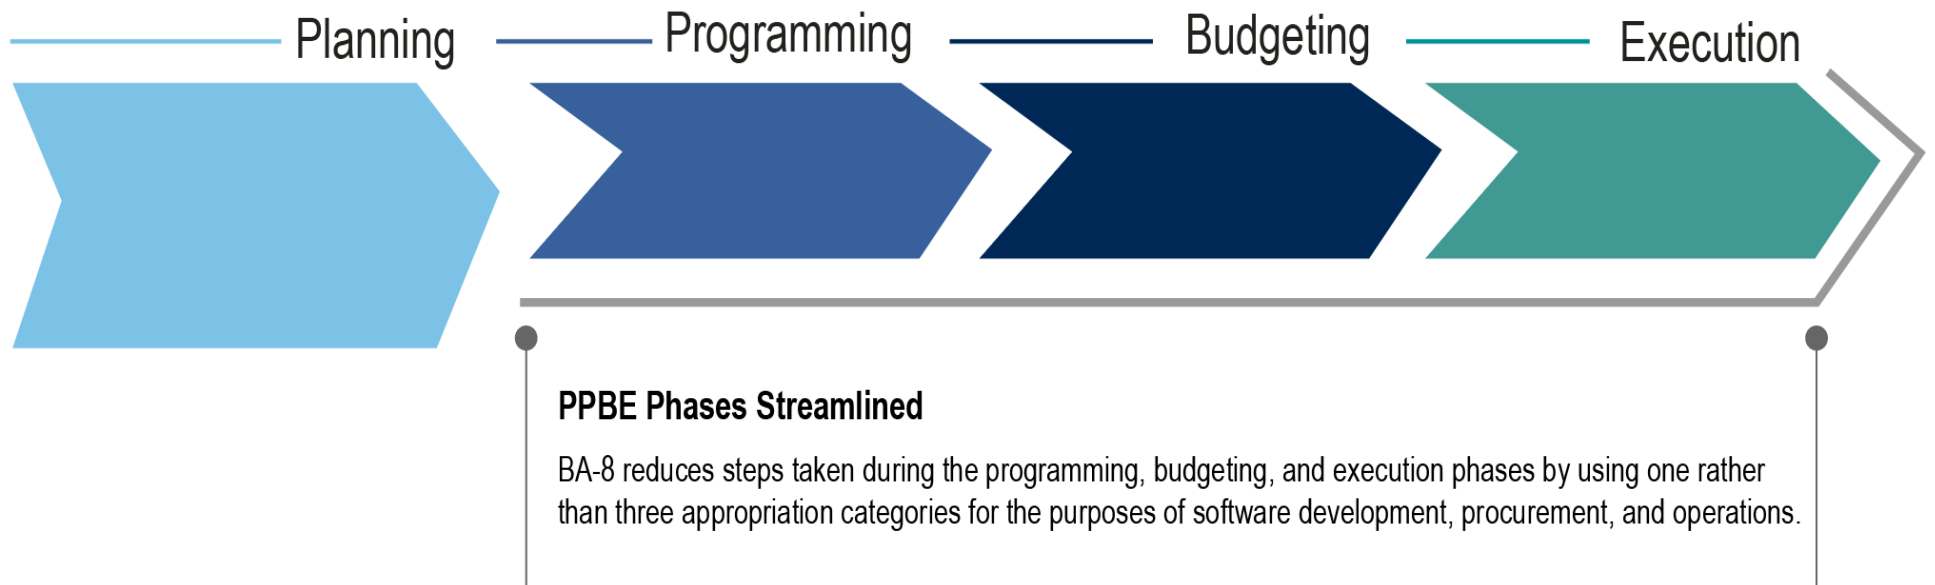 Planning
Programming
Budgeting
Execution
PPBE Phases Streamlined
BA-8 reduces steps taken during the programming, budgeting, and execution phases by using one rather
than three appropriation categories for the purposes of software development, procurement, and operations.